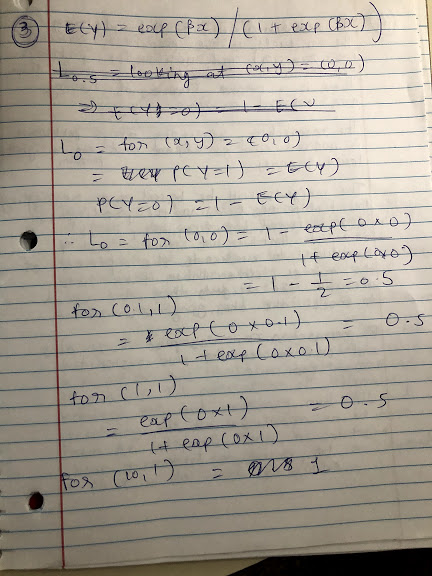 ③ E(Y) = exp(βx) / (1 + exp(βx))
L0.5 = looking at (x,y) = (0,0)
⇒ E(Y=0) = 1 - E(Y
L0 = for (x,y) = (0,0)
= P(Y=1) = E(Y)
P(Y=0) = 1 - E(Y)
∴ L0 = for (0,0) = 1 - exp(0×0)
1 + exp(0×0)
= 1 - 1/2 = 0.5
for (0.1, 1)
= exp(0×0.1) = 0.5
1 + exp(0×0.1)
for (1,1)
= exp(0×1) = 0.5
1 + exp(0×1)
for (10,1) = 1